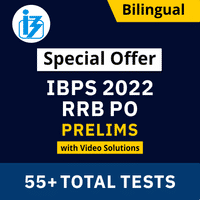 Bilingual
Special Offer
IBPS 2022
RRB PO
PRELIMS
with Video Solutions
55+ TOTAL TESTS